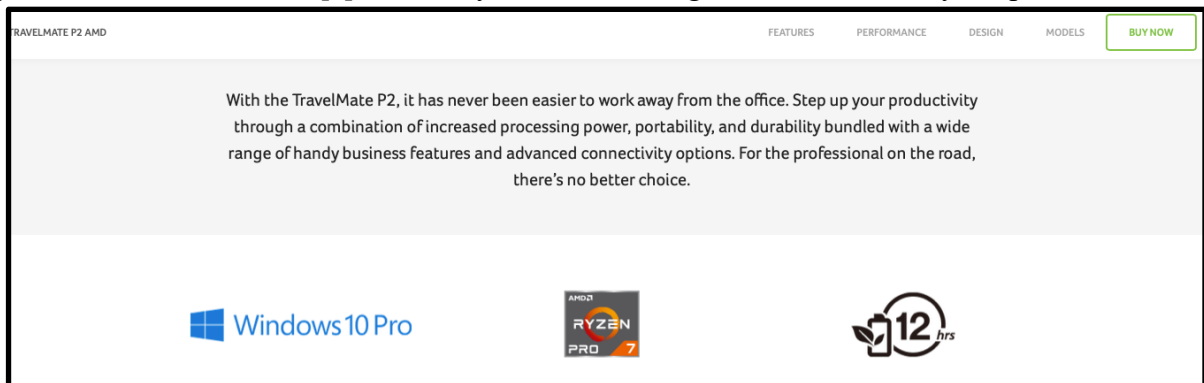 TRAVELMATE P2 AMD
FEATURES PERFORMANCE DESIGN MODELS BUY NOW
With the TravelMate P2, it has never been easier to work away from the office. Step up your productivity
through a combination of increased processing power, portability, and durability bundled with a wide
range of handy business features and advanced connectivity options. For the professional on the road,
there's no better choice.
Windows 10 Pro
AMD
RYZEN
PRO 7
12 hrs